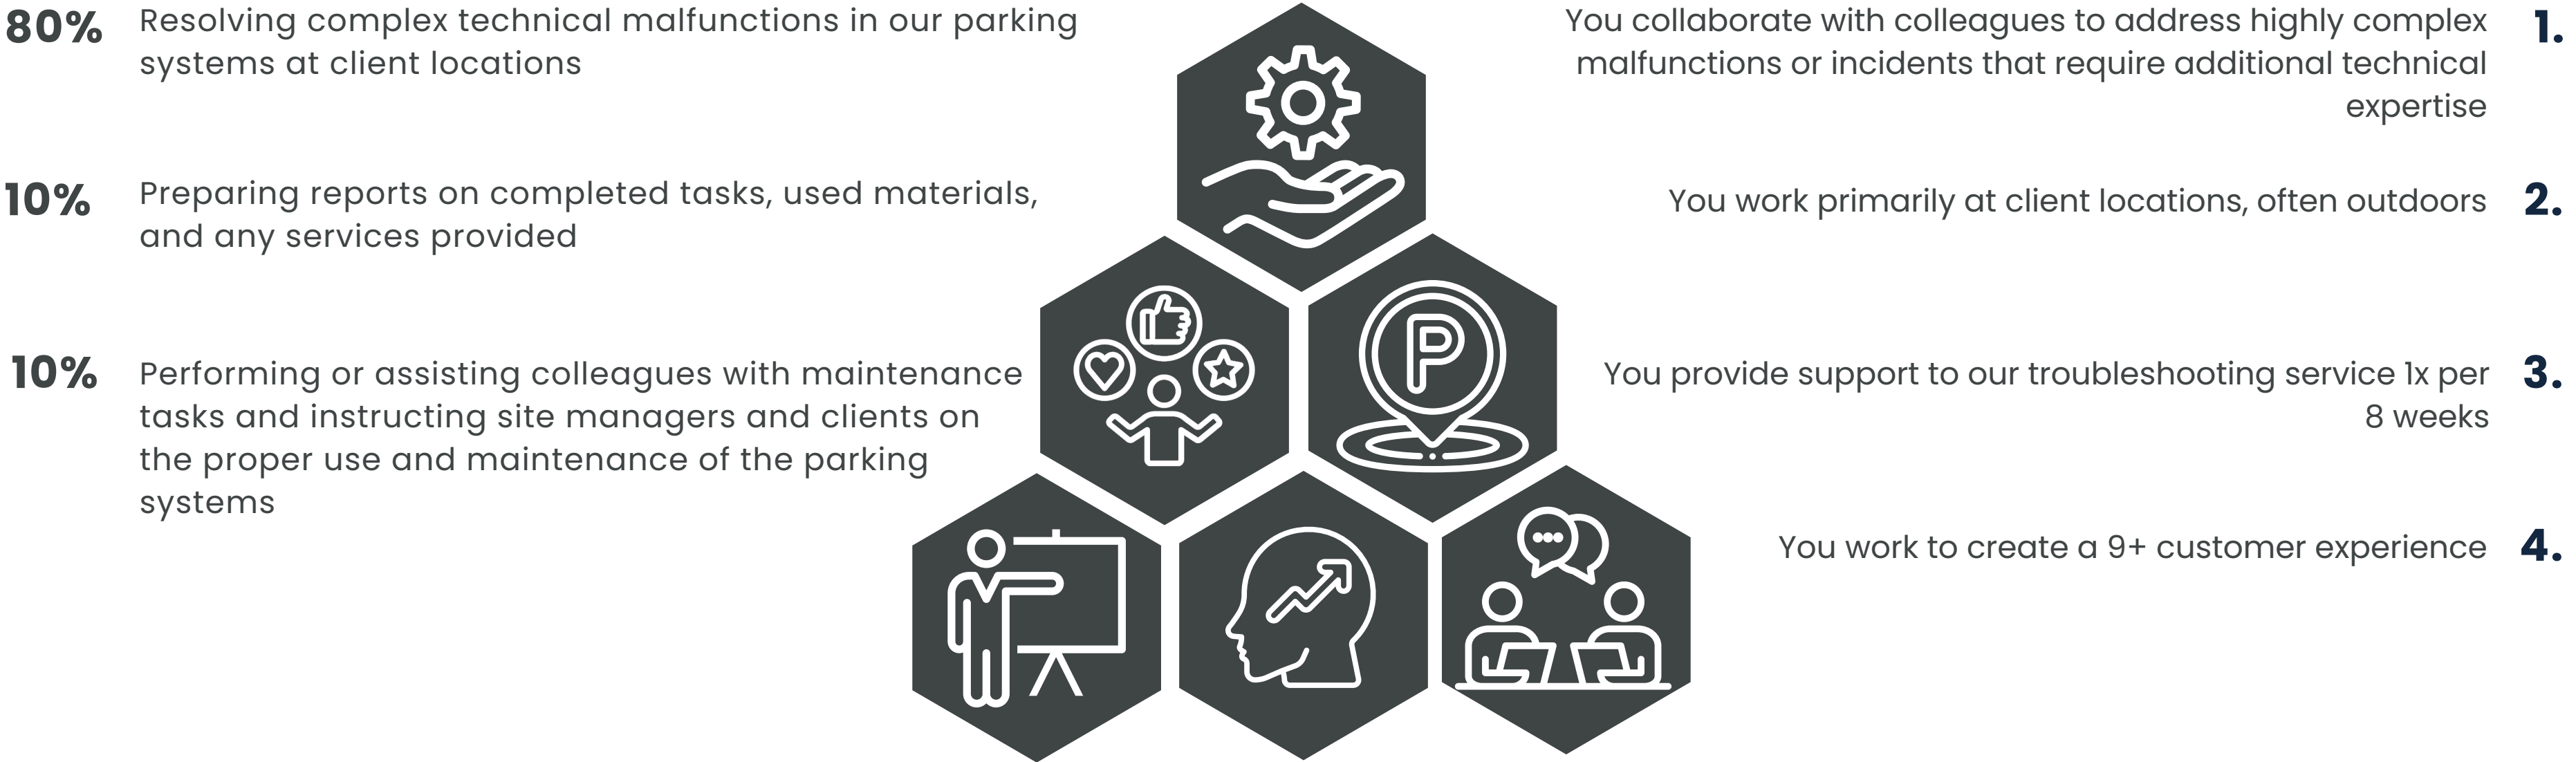 80%
Resolving complex technical malfunctions in our parking
systems at client locations
10%
Preparing reports on completed tasks, used materials,
and any services provided
10%
Performing or assisting colleagues with maintenance
tasks and instructing site managers and clients on
the proper use and maintenance of the parking
systems
P
You collaborate with colleagues to address highly complex
malfunctions or incidents that require additional technical
expertise
1.
You work primarily at client locations, often outdoors
2.
You provide support to our troubleshooting service 1x per
8 weeks
3.
You work to create a 9+ customer experience
4.